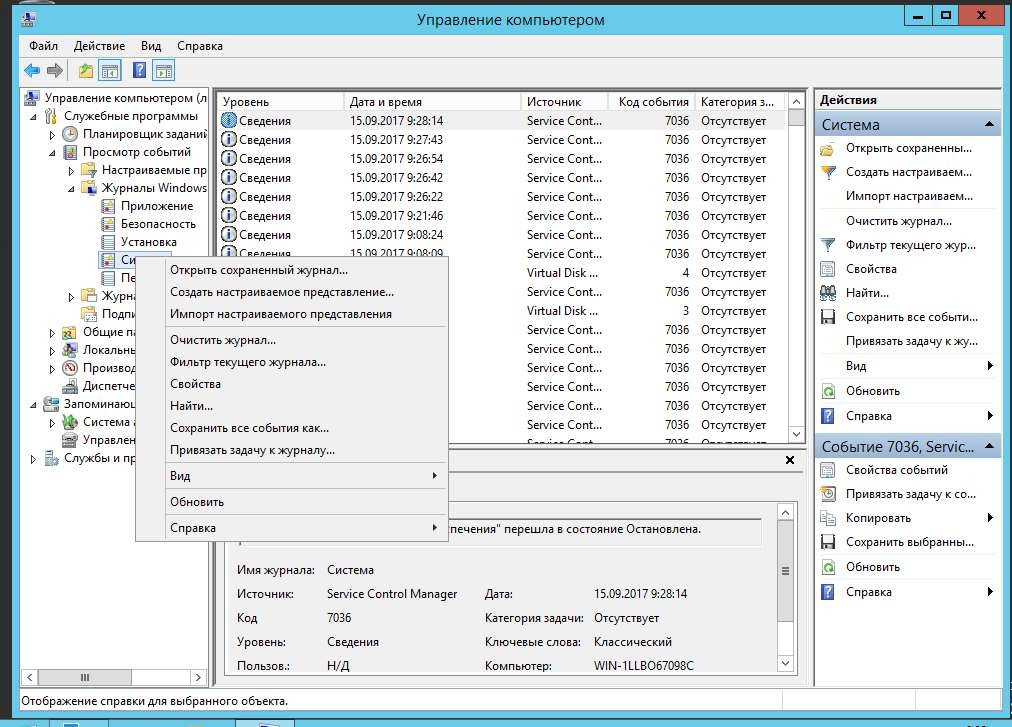 Управление компьютером
Файл Действие Вид Справка
Управление компьютером (л
Служебные программы
Планировщик заданий
Просмотр событий
Настраиваемые пр
Журналы Windows
Приложение
Безопасность
Установка
Си
Пе
Журна
Подпи
Общие па
Локальнь
Производ
Диспетче
Запоминающ
Система а
Управлен
Службы и пр
Уровень Дата и время Источник Код события Категория з...
Сведения 15.09.2017 9:28:14 Service Cont... 7036 Отсутствует
Сведения 15.09.2017 9:27:43 Service Cont... 7036 Отсутствует
Сведения 15.09.2017 9:26:54 Service Cont... 7036 Отсутствует
Сведения 15.09.2017 9:26:42 Service Cont... 7036 Отсутствует
Сведения 15.09.2017 9:26:22 Service Cont... 7036 Отсутствует
Сведения 15.09.2017 9:21:46 Service Cont... 7036 Отсутствует
Сведения 15.09.2017 9:08:24 Service Cont... 7036 Отсутствует
Сведения 15.09.2017 9:08:09 Service Cont... 7036 Отсутствует
Virtual Disk ... 4 Отсутствует
Service Cont... 7036 Отсутствует
Virtual Disk ... 3 Отсутствует
Service Cont... 7036 Отсутствует
Service Cont... 7036 Отсутствует
Service Cont... 7036 Отсутствует
Service Cont... 7036 Отсутствует
Service Cont... 7036 Отсутствует
Service Cont... 7036 Отсутствует
Service Cont... 7036 Отсутствует
Открыть сохраненный журнал...
Создать настраиваемое представление...
Импорт настраиваемого представления
Очистить журнал...
Фильтр текущего журнала...
Свойства
Найти...
Сохранить все события как...
Привязать задачу к журналу...
Вид
Обновить
Справка
печения" перешла в состояние Остановлена.
Имя журнала: Система
Источник: Service Control Manager Дата: 15.09.2017 9:28:14
Код 7036 Категория задачи: Отсутствует
Уровень: Сведения Ключевые слова: Классический
Пользов.: Н/Д Компьютер: WIN-1LLBO67098C
Действия
Система
Открыть сохраненны...
Создать настраиваем...
Импорт настраиваем...
Очистить журнал...
Фильтр текущего жур...
Свойства
Найти...
Сохранить все событи...
Привязать задачу к жу...
Вид
Обновить
Справка
Событие 7036, Servic...
Свойства событий
Привязать задачу к со...
Копировать
Сохранить выбранны...
Обновить
Справка
Отображение справки для выбранного объекта.